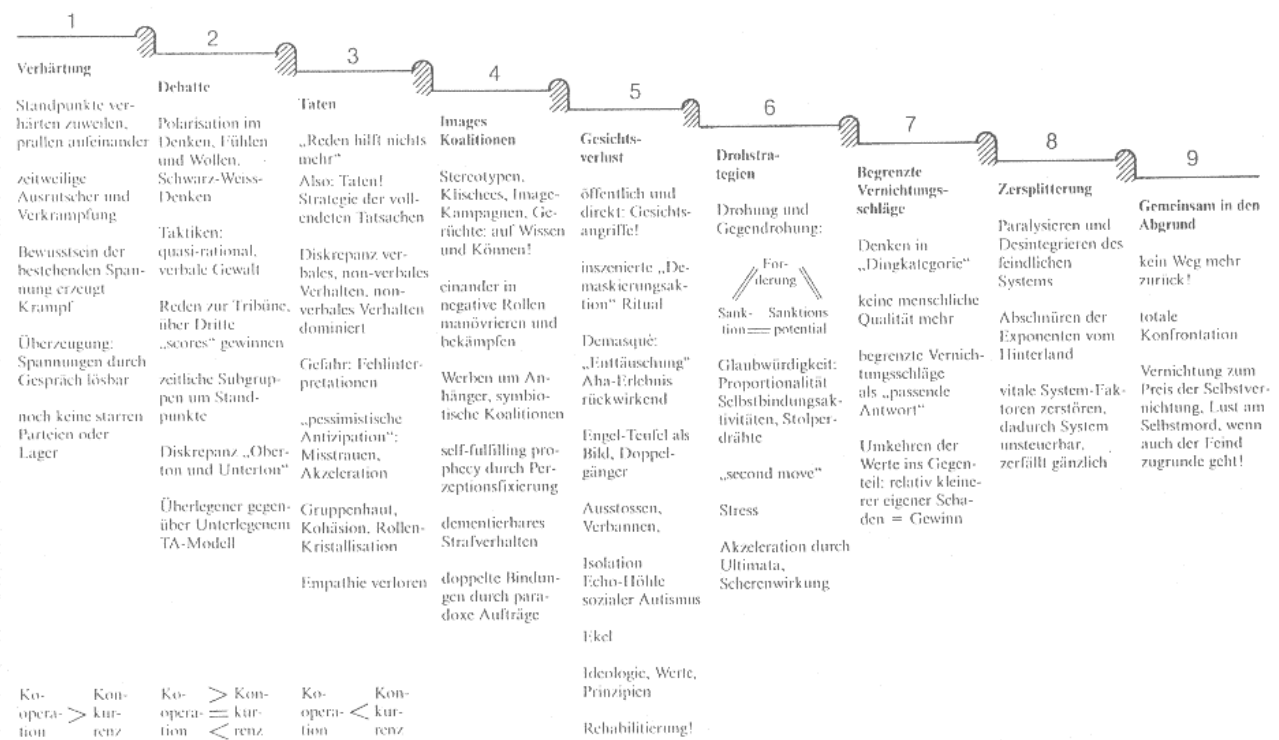 1
Verhärtung
Standpunkte ver-
härten zuweilen,
prallen aufeinander
zeitweilige
Ausrutscher und
Verkrampfung
Bewusstsein der
bestehenden Span-
nung erzeugt
Krampf
Überzeugung:
Spannungen durch
Gespräch lösbar
noch keine starren
Parteien oder
Lager
Ko-
opera-
tion
>
Kon-
kur-
renz
2
Debatte
Polarisation im
Denken, Fühlen
und Wollen,
Schwarz-Weiss-
Denken
Taktiken:
quasi-rational,
verbale Gewalt
Reden zur Tribüne,
über Dritte
„scores" gewinnen
zeitliche Subgrup-
pen um Stand-
punkte
Diskrepanz „Ober-
ton und Unterton"
Überlegener gegen-
über Unterlegenem
TA-Modell
Ko-
opera-
tion
>
=
<
Kon-
kur-
renz
3
Taten
„Reden hilft nichts
mehr"
Also: Taten!
Strategie der voll-
endeten Tatsachen
Diskrepanz ver-
bales, non-verbales
Verhalten, non-
verbales Verhalten
dominiert
Gefahr: Fehlinter-
pretationen
„pessimistische
Antizipation":
Misstrauen,
Akzeleration
Gruppenhaut,
Kohäsion, Rollen-
Kristallisation
Empathie verloren
Ko-
opera-
tion
<
Kon-
kur-
renz
4
Images
Koalitionen
Stereotypen,
Klischees, Image-
Kampagnen, Ge-
rüchte: auf Wissen
und Können!
einander in
negative Rollen
manövrieren und
bekämpfen
Werben um An-
hänger, symbio-
tische Koalitionen
self-fulfilling pro-
phecy durch Per-
zeptionsfixierung
dementierbares
Strafverhalten
doppelte Bindun-
gen durch para-
doxe Aufträge
5
Gesichts-
verlust
öffentlich und
direkt: Gesichts-
angriffe!
inszenierte „De-
maskierungsak-
tion" Ritual
Demasqué:
„Enttäuschung"
Aha-Erlebnis
rückwirkend
Engel-Teufel als
Bild, Doppel-
gänger
Ausstossen,
Verbannen,
Isolation
Echo-Höhle
sozialer Autismus
Ekel
Ideologie, Werte,
Prinzipien
Rehabilitierung!
6
Drohstra-
tegien
Drohung und
Gegendrohung:
For-
derung
Sank-
tion
Sanktions
potential
Glaubwürdigkeit:
Proportionalität
Selbstbindungsak-
tivitäten, Stolper-
drähte
„second move"
Stress
Akzeleration durch
Ultimata,
Scherenwirkung
7
Begrenzte
Vernichtungs-
schläge
Denken in
„Dingkategorie"
keine menschliche
Qualität mehr
begrenzte Vernich-
tungsschläge
als „passende
Antwort"
Umkehren der
Werte ins Gegen-
teil: relativ kleine-
rer eigener Scha-
den = Gewinn
8
Zersplitterung
Paralysieren und
Desintegrieren des
feindlichen
Systems
Abschnüren der
Exponenten vom
Hinterland
vitale System-Fak-
toren zerstören,
dadurch System
unsteuerbar,
zerfällt gänzlich
9
Gemeinsam in den
Abgrund
kein Weg mehr
zurück!
totale
Konfrontation
Vernichtung zum
Preis der Selbstver-
nichtung, Lust am
Selbstmord, wenn
auch der Feind
zugrunde geht!